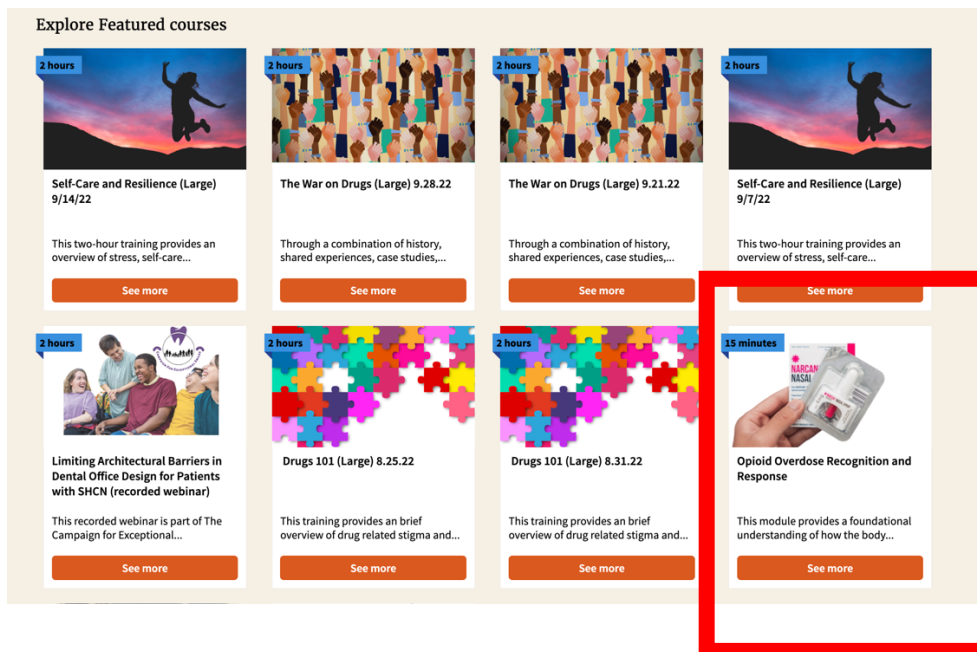 Explore Featured courses
2 hours
2 hours
2 hours
2 hours
Self-Care and Resilience (Large)
9/14/22
The War on Drugs (Large) 9.28.22
The War on Drugs (Large) 9.21.22
Self-Care and Resilience (Large)
9/7/22
This two-hour training provides an
overview of stress, self-care...
Through a combination of history,
shared experiences, case studies,...
Through a combination of history,
shared experiences, case studies,...
This two-hour training provides an
overview of stress, self-care...
See more
See more
See more
See more
2 hours
2 hours
2 hours
15 minutes
NARCAN
NASAL
Limiting Architectural Barriers in
Dental Office Design for Patients
with SHCN (recorded webinar)
Drugs 101 (Large) 8.25.22
Drugs 101 (Large) 8.31.22
Opioid Overdose Recognition and
Response
This recorded webinar is part of The
Campaign for Exceptional...
This training provides an brief
overview of drug related stigma and...
This training provides an brief
overview of drug related stigma and...
This module provides a foundational
understanding of how the body...
See more
See more
See more
See more